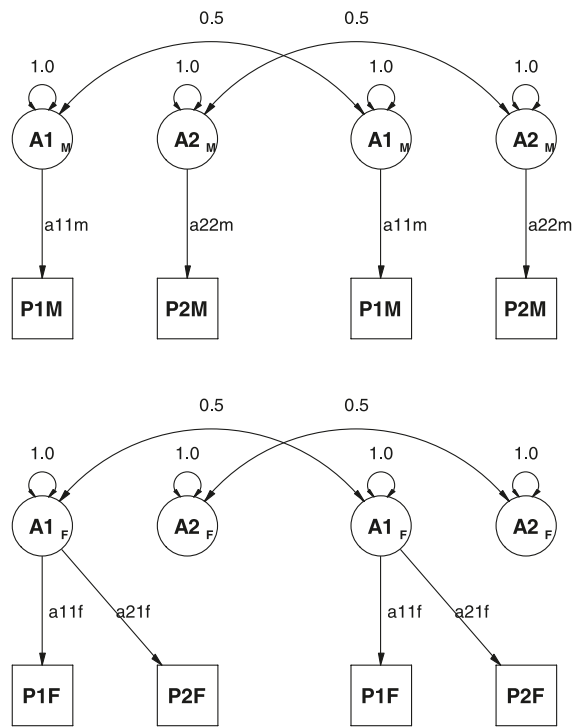 0.5 0.5
1.0 1.0 1.0 1.0
A1 M A2 M A1 M A2 M
a11m a22m a11m a22m
P1M P2M P1M P2M
0.5 0.5
1.0 1.0 1.0 1.0
A1 F A2 F A1 F A2 F
a11f a21f a11f a21f
P1F P2F P1F P2F